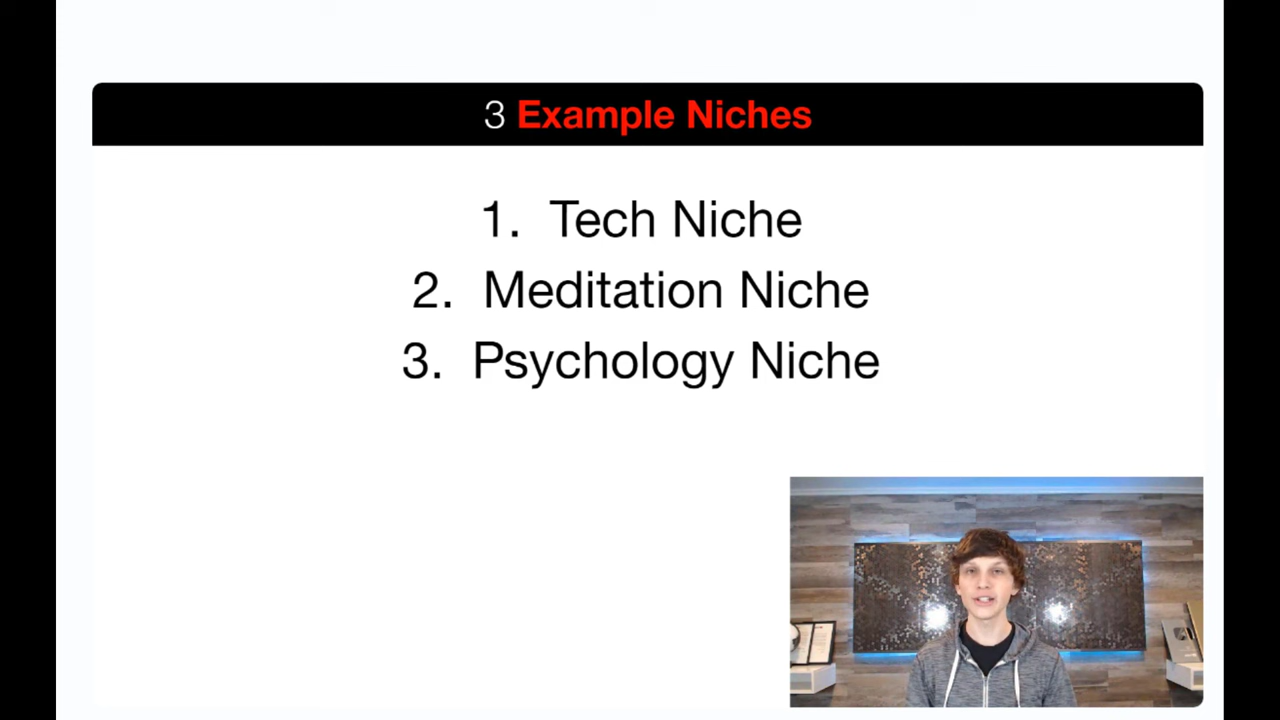 3 Example Niches
1. Tech Niche
2. Meditation Niche
3. Psychology Niche